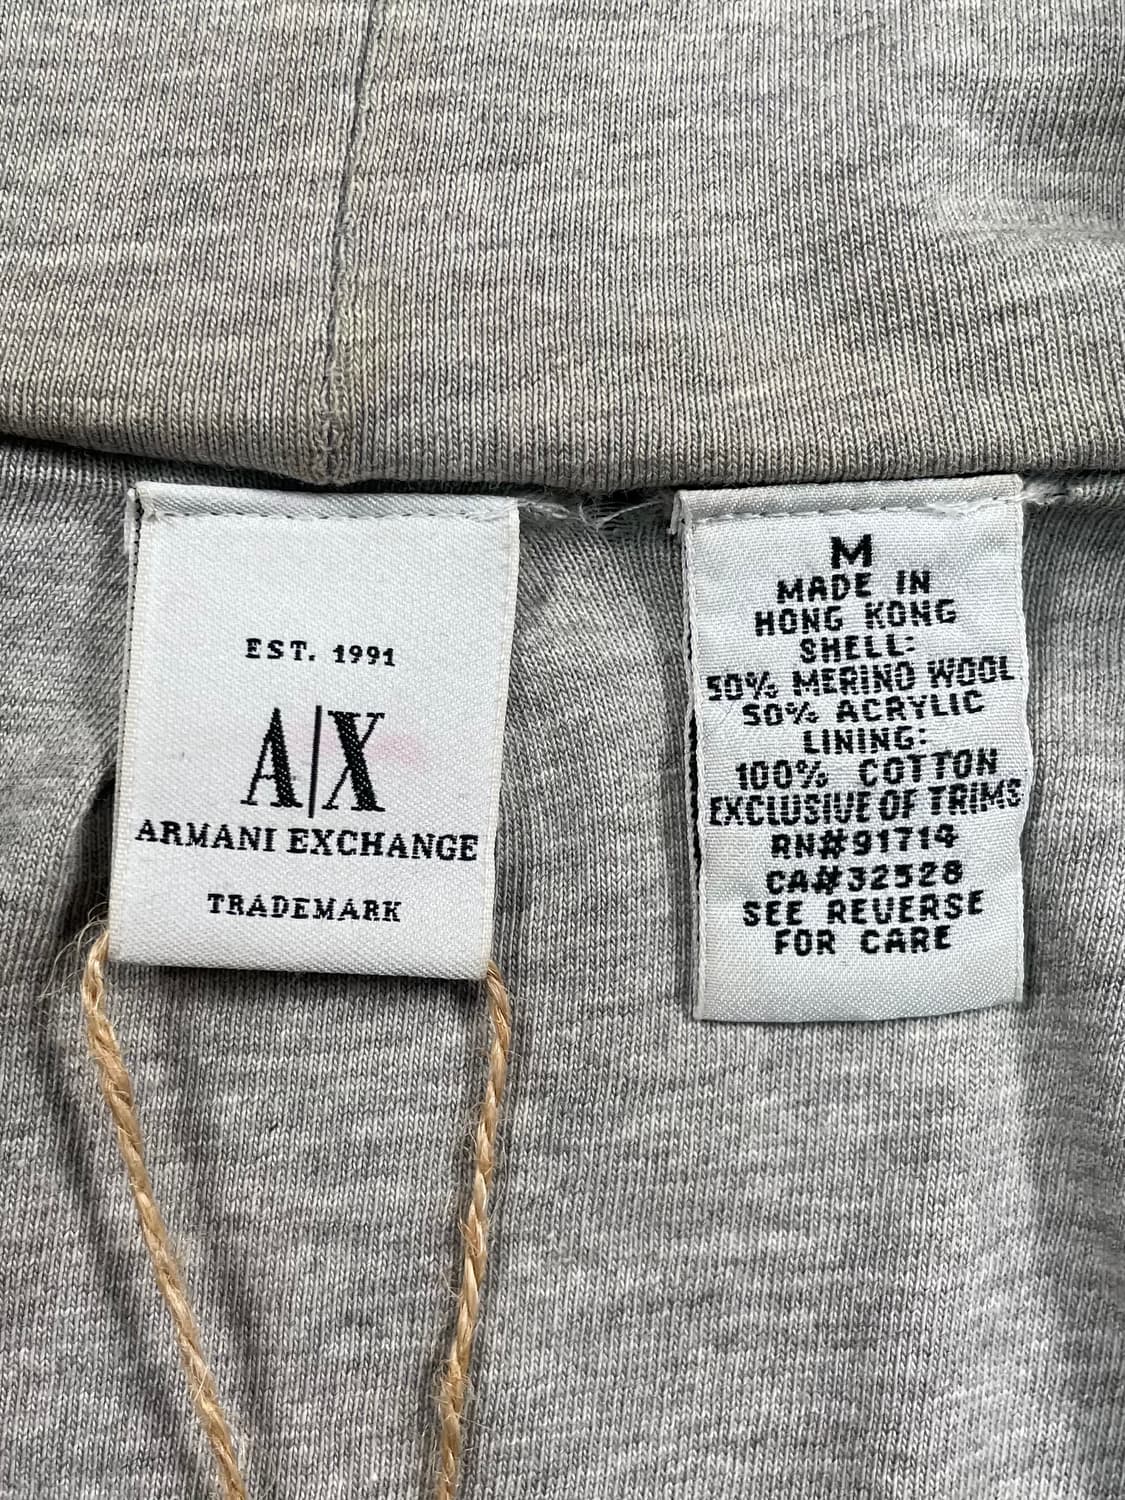 EST. 1991
A|X
ARMANI EXCHANGE
TRADEMARK
M
MADE IN
HONG KONG
SHELL:
50% MERINO WOOL
50% ACRYLIC
LINING:
100% COTTON
EXCLUSIVE OF TRIMS
RN#91714
CA#32528
SEE REVERSE
FOR CARE